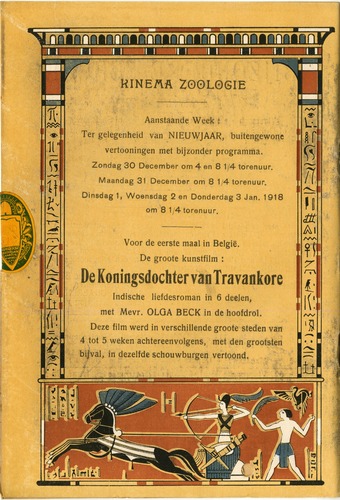 KINEMA ZOOLOGIE
Aanstaande Week :
Ter gelegenheid van NIEUWJAAR, buitengewone
vertooningen met bijzonder programma.
Zondag 30 December om 4 en 8 1/4 torenuur.
Maandag 31 December om 8 1/4 torenuur.
Dinsdag 1, Woensdag 2 en Donderdag 3 Jan. 1918
om 8 1/4 torenuur.
Voor de eerste maal in België.
De groote kunstfilm :
De Koningsdochter van Travankore
Indische liefdesroman in 6 deelen,
met Mevr. OLGA BECK in de hoofdrol.
Deze film werd in verschillende groote steden van
4 tot 5 weken achtereenvolgens, met den grootsten
bijval, in dezelfde schouwburgen vertoond.